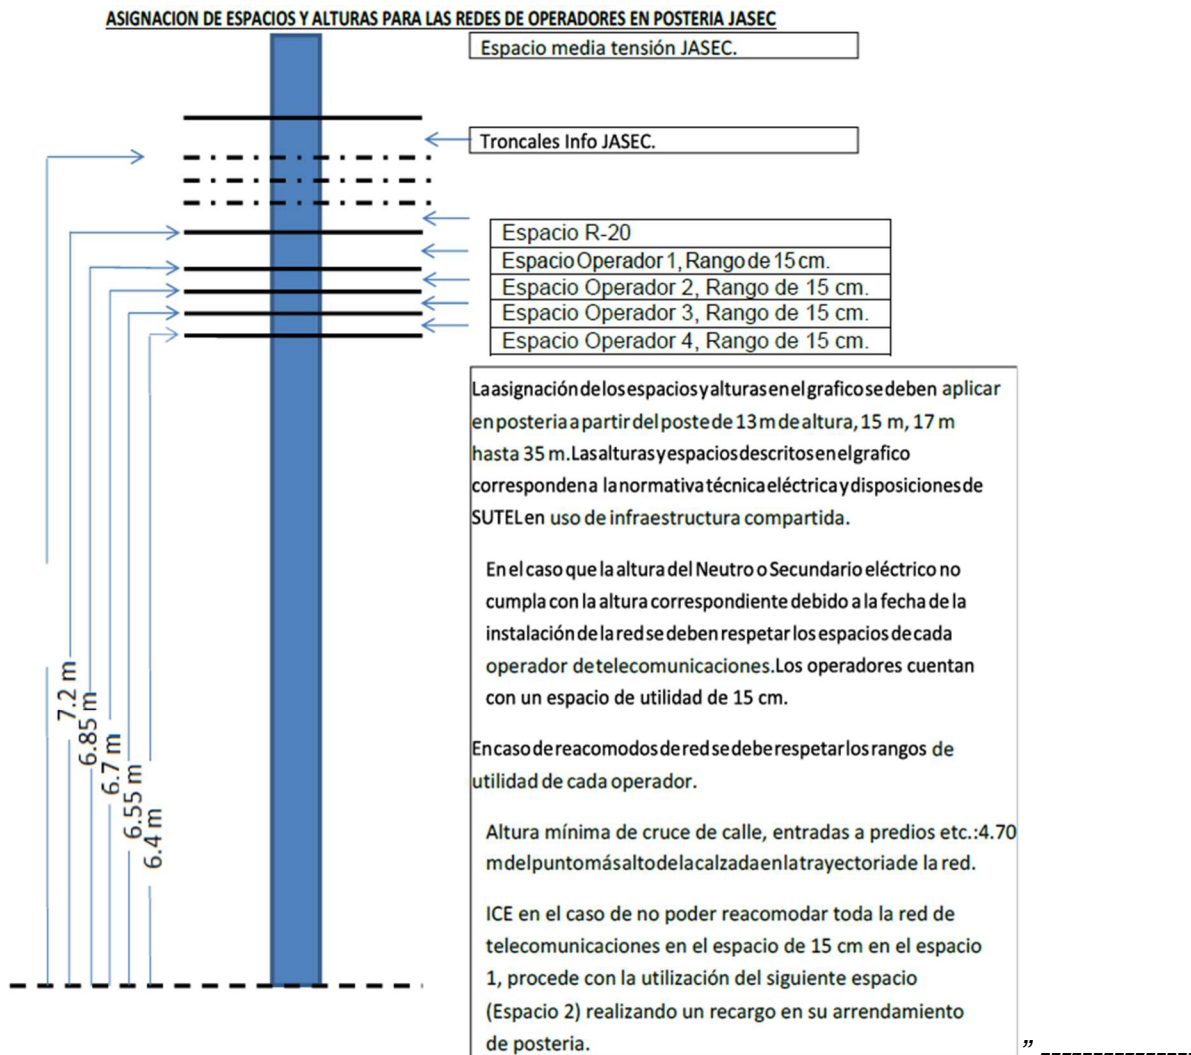 ASIGNACION DE ESPACIOS Y ALTURAS PARA LAS REDES DE OPERADORES EN POSTERIA JASEC
Espacio media tensión JASEC.
Troncales Info JASEC.
Espacio R-20
Espacio Operador 1, Rango de 15 cm.
Espacio Operador 2, Rango de 15 cm.
Espacio Operador 3, Rango de 15 cm.
Espacio Operador 4, Rango de 15 cm.
7.2 m
6.85 m
6.7 m
6.55 m
6.4 m
La asignación de los espacios y alturas en el grafico se deben aplicar
en posteria a partir del poste de 13 m de altura, 15 m, 17 m
hasta 35 m. Las alturas y espacios descritos en el grafico
corresponden a la normativa técnica eléctrica y disposiciones de
SUTEL en uso de infraestructura compartida.
En el caso que la altura del Neutro o Secundario eléctrico no
cumpla con la altura correspondiente debido a la fecha de la
instalación de la red se deben respetar los espacios de cada
operador de telecomunicaciones. Los operadores cuentan
con un espacio de utilidad de 15 cm.
En caso de reacomodos de red se debe respetar los rangos de
utilidad de cada operador.
Altura mínima de cruce de calle, entradas a predios etc.:4.70
m del punto más alto de la calzada en la trayectoria de la red.
ICE en el caso de no poder reacomodar toda la red de
telecomunicaciones en el espacio de 15 cm en el espacio
1, procede con la utilización del siguiente espacio
(Espacio 2) realizando un recargo en su arrendamiento
de posteria.
” ----------------